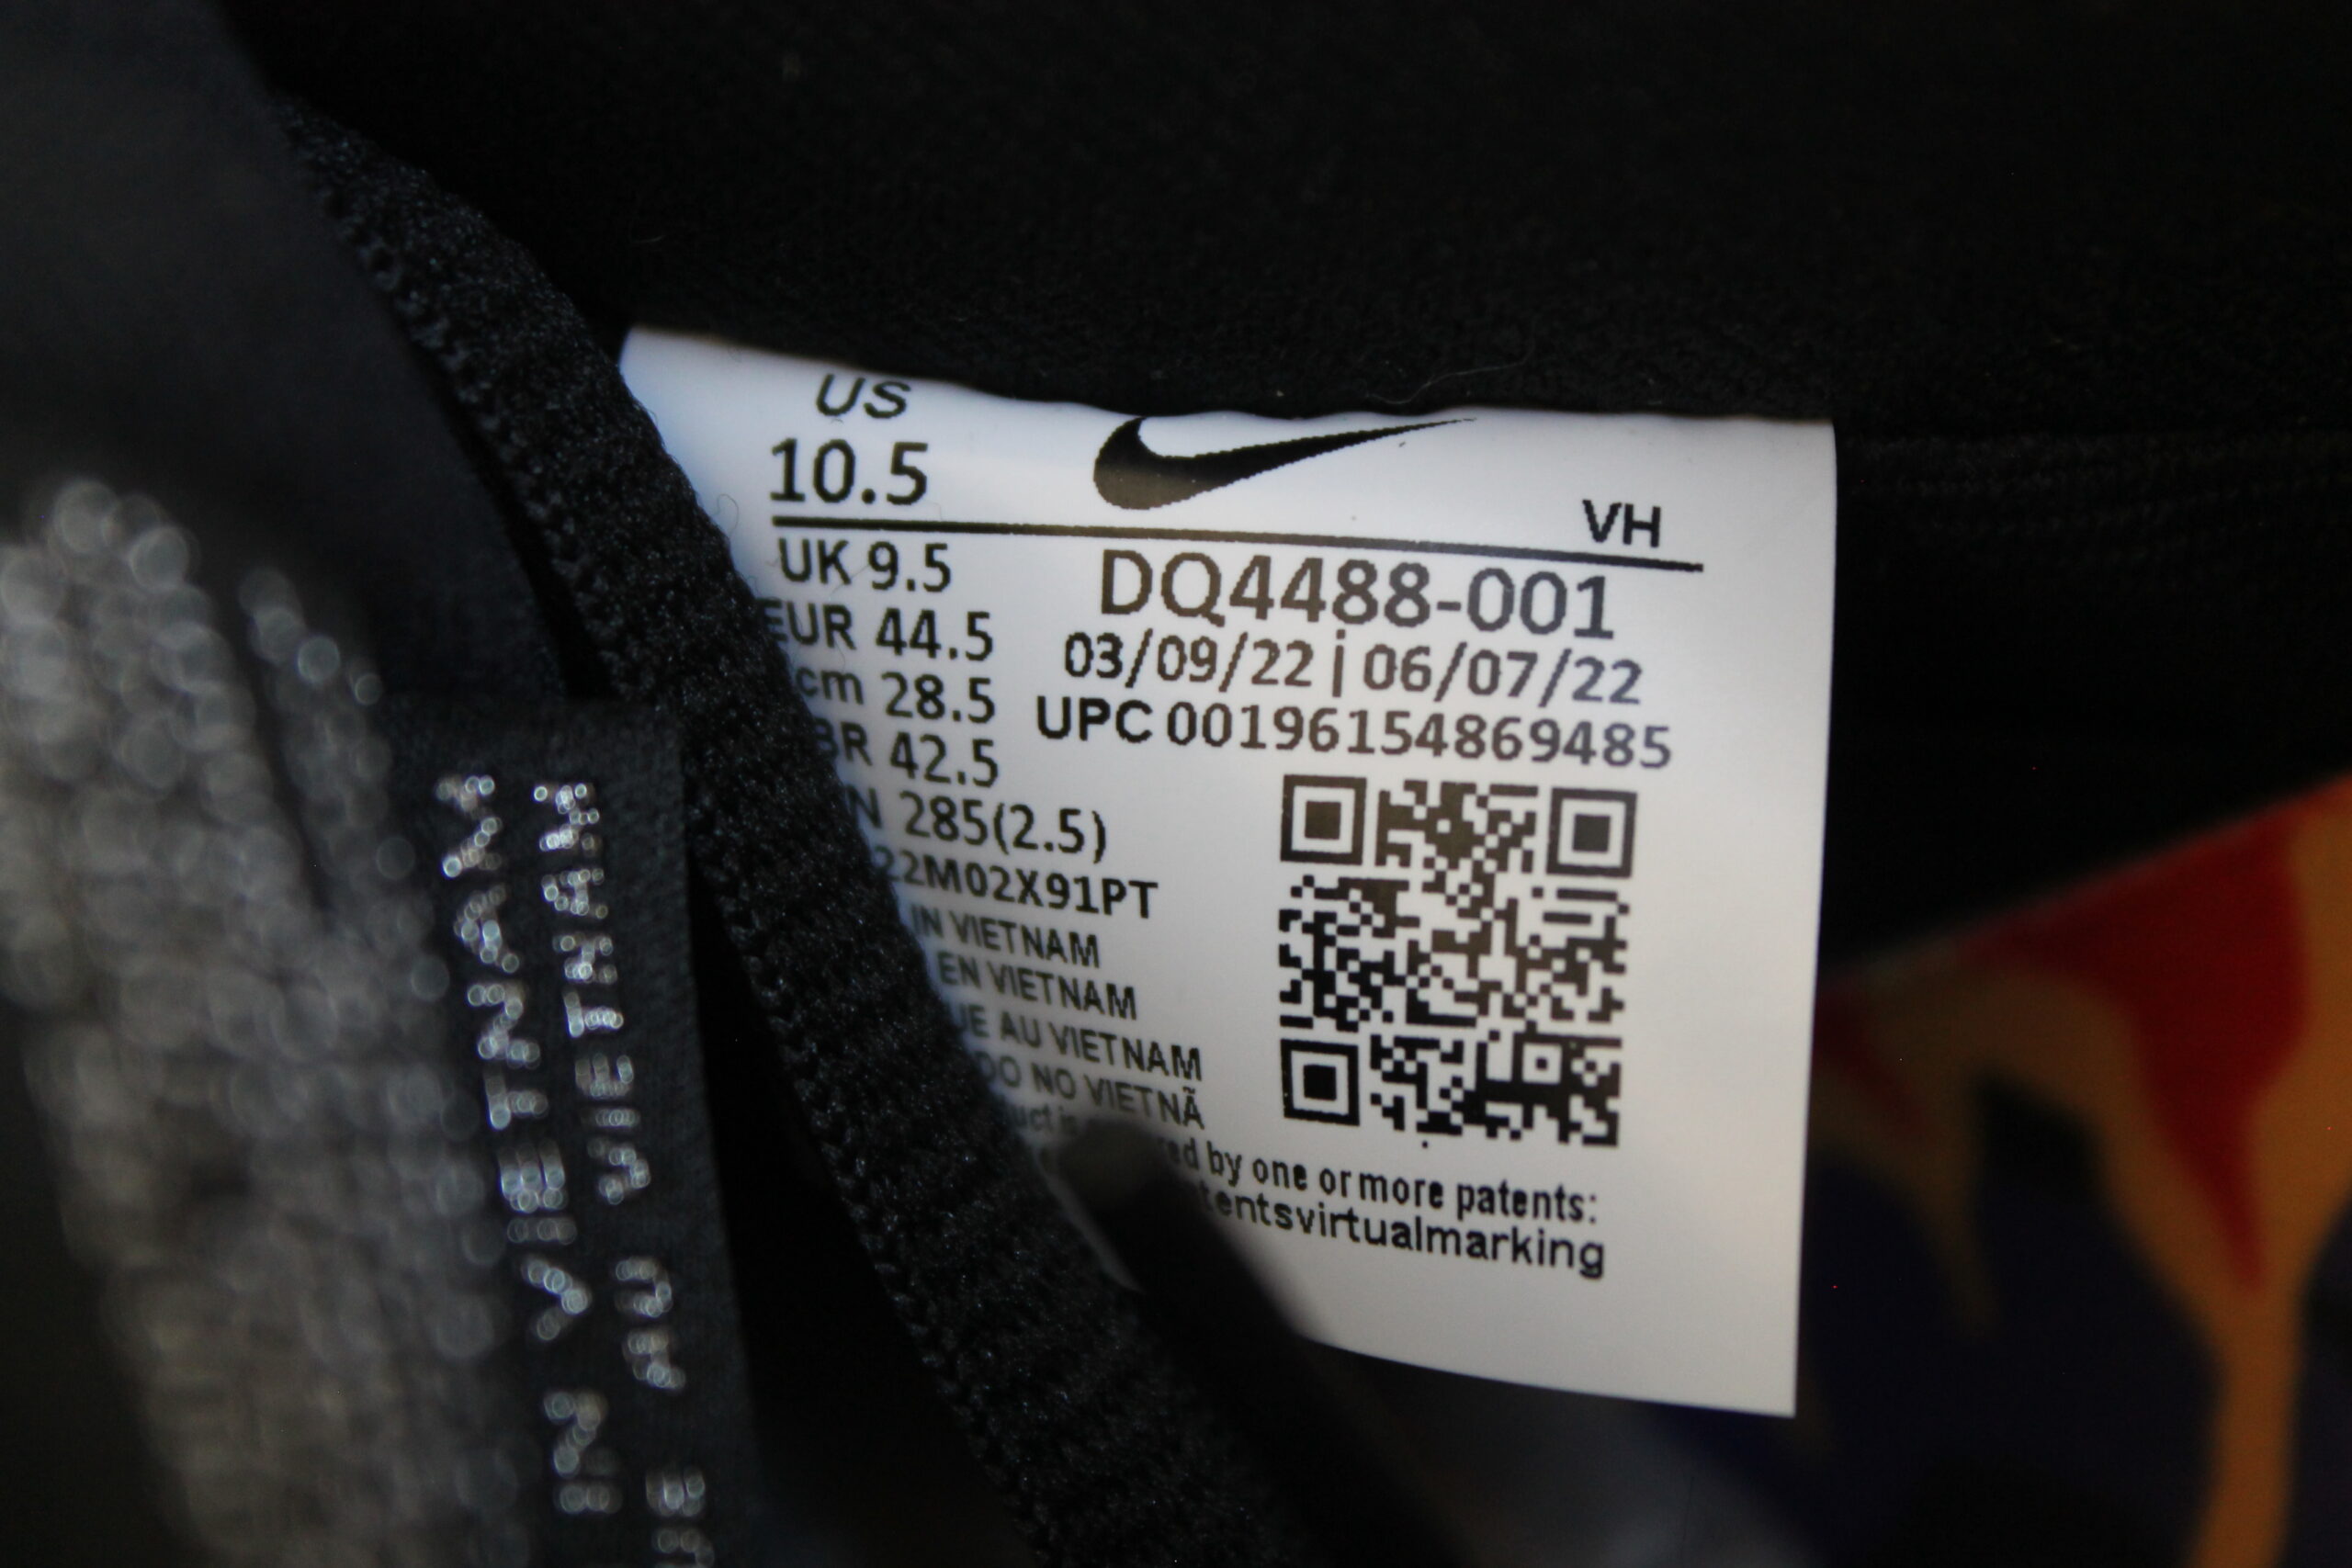 US
10.5
VH
UK 9.5
EUR 44.5
cm 28.5
BR 42.5
285(2.5)
22M02X91PT
DQ4488-001
03/09/22 | 06/07/22
UPC 00196154869485
IN VIETNAM
EN VIETNAM
AU VIETNAM
NO VIETNÃ
by one or more patents:
tentsvirtualmarking
IN VIETNAM